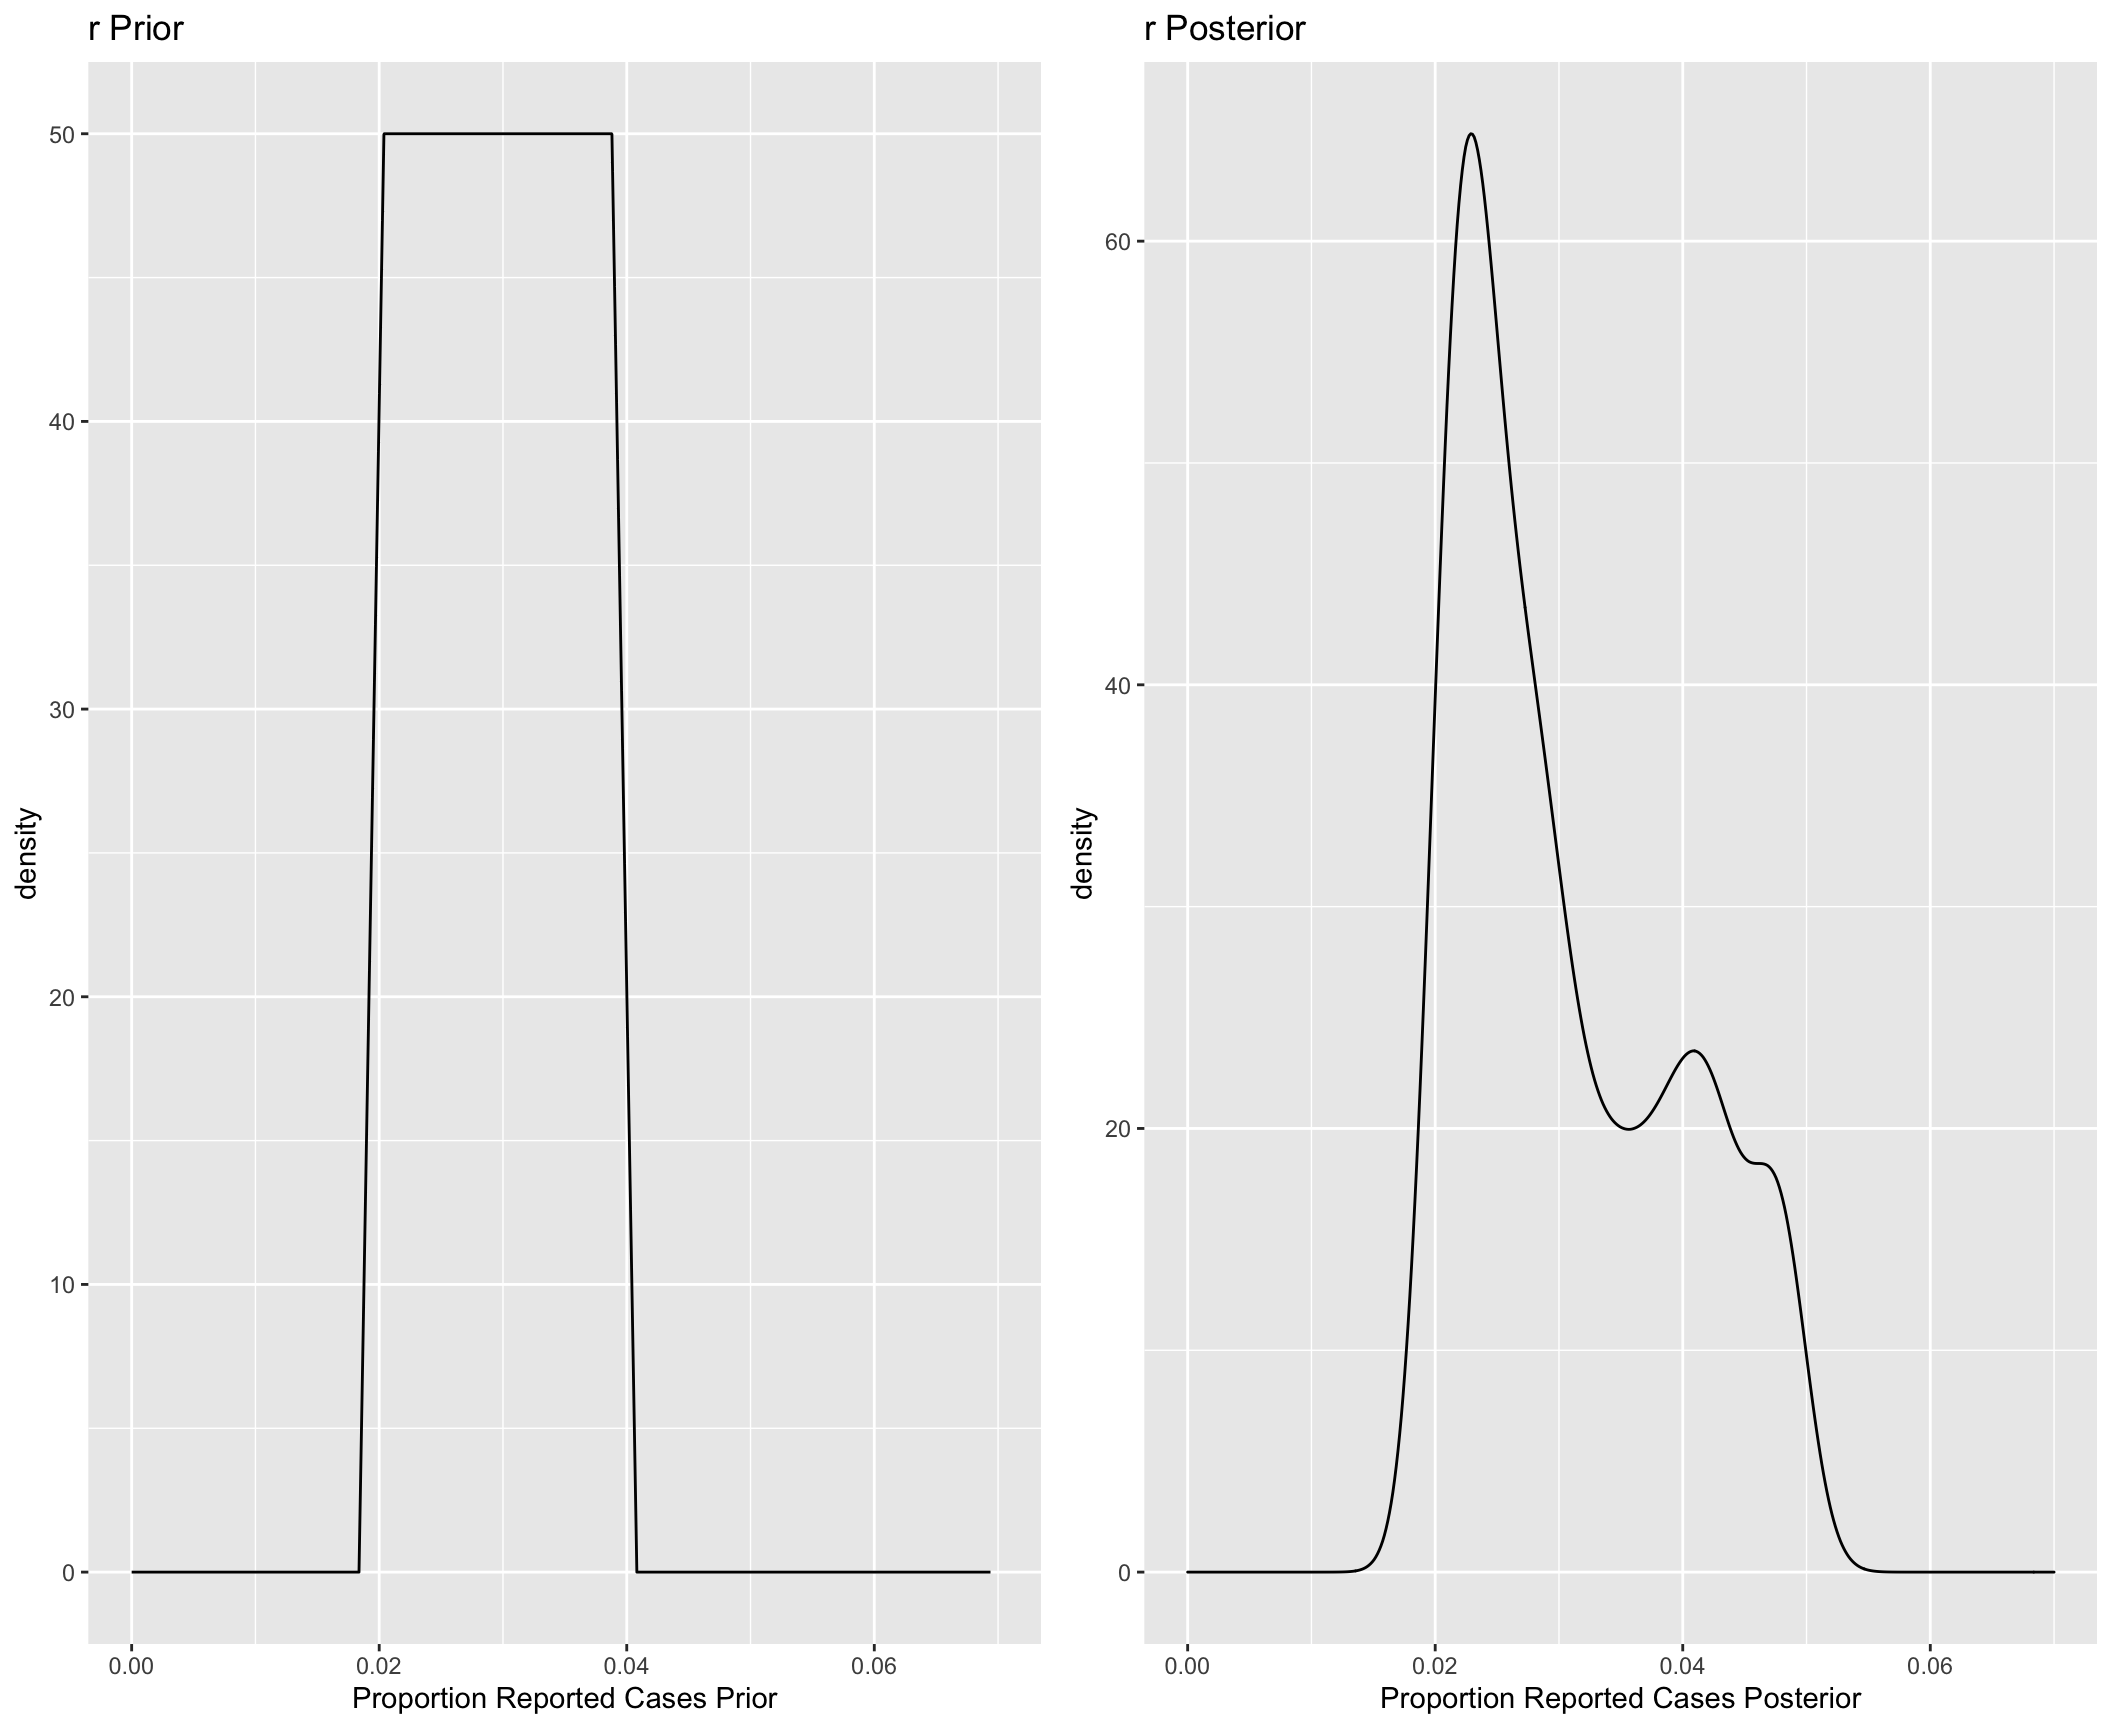 r Prior
50
40
30
20
10
0
density
0.00 0.02 0.04 0.06
Proportion Reported Cases Prior
r Posterior
60
40
20
0
density
0.00 0.02 0.04 0.06
Proportion Reported Cases Posterior